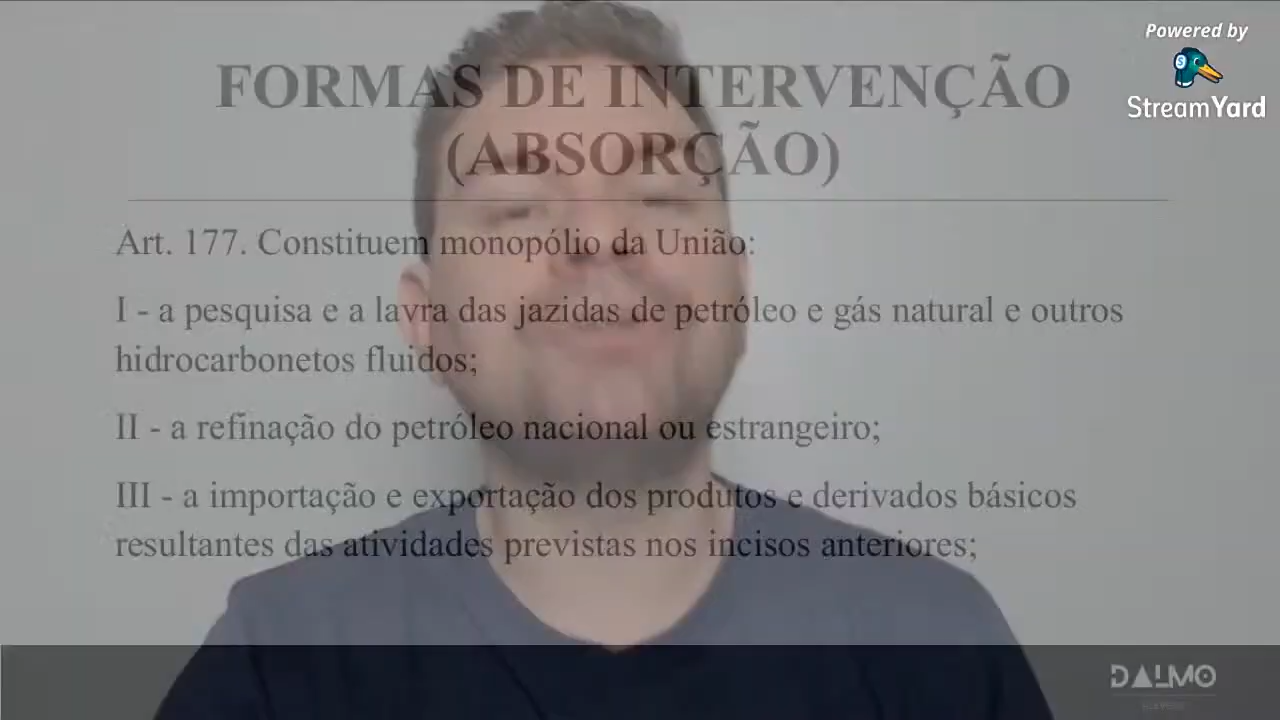 Powered by
StreamYard
FORMAS DE INTERVENÇÃO
(ABSORÇÃO)
Art. 177. Constituem monopólio da União:
I - a pesquisa e a lavra das jazidas de petróleo e gás natural e outros
hidrocarbonetos fluidos;
II - a refinação do petróleo nacional ou estrangeiro;
III - a importação e exportação dos produtos e derivados básicos
resultantes das atividades previstas nos incisos anteriores;
DALMO